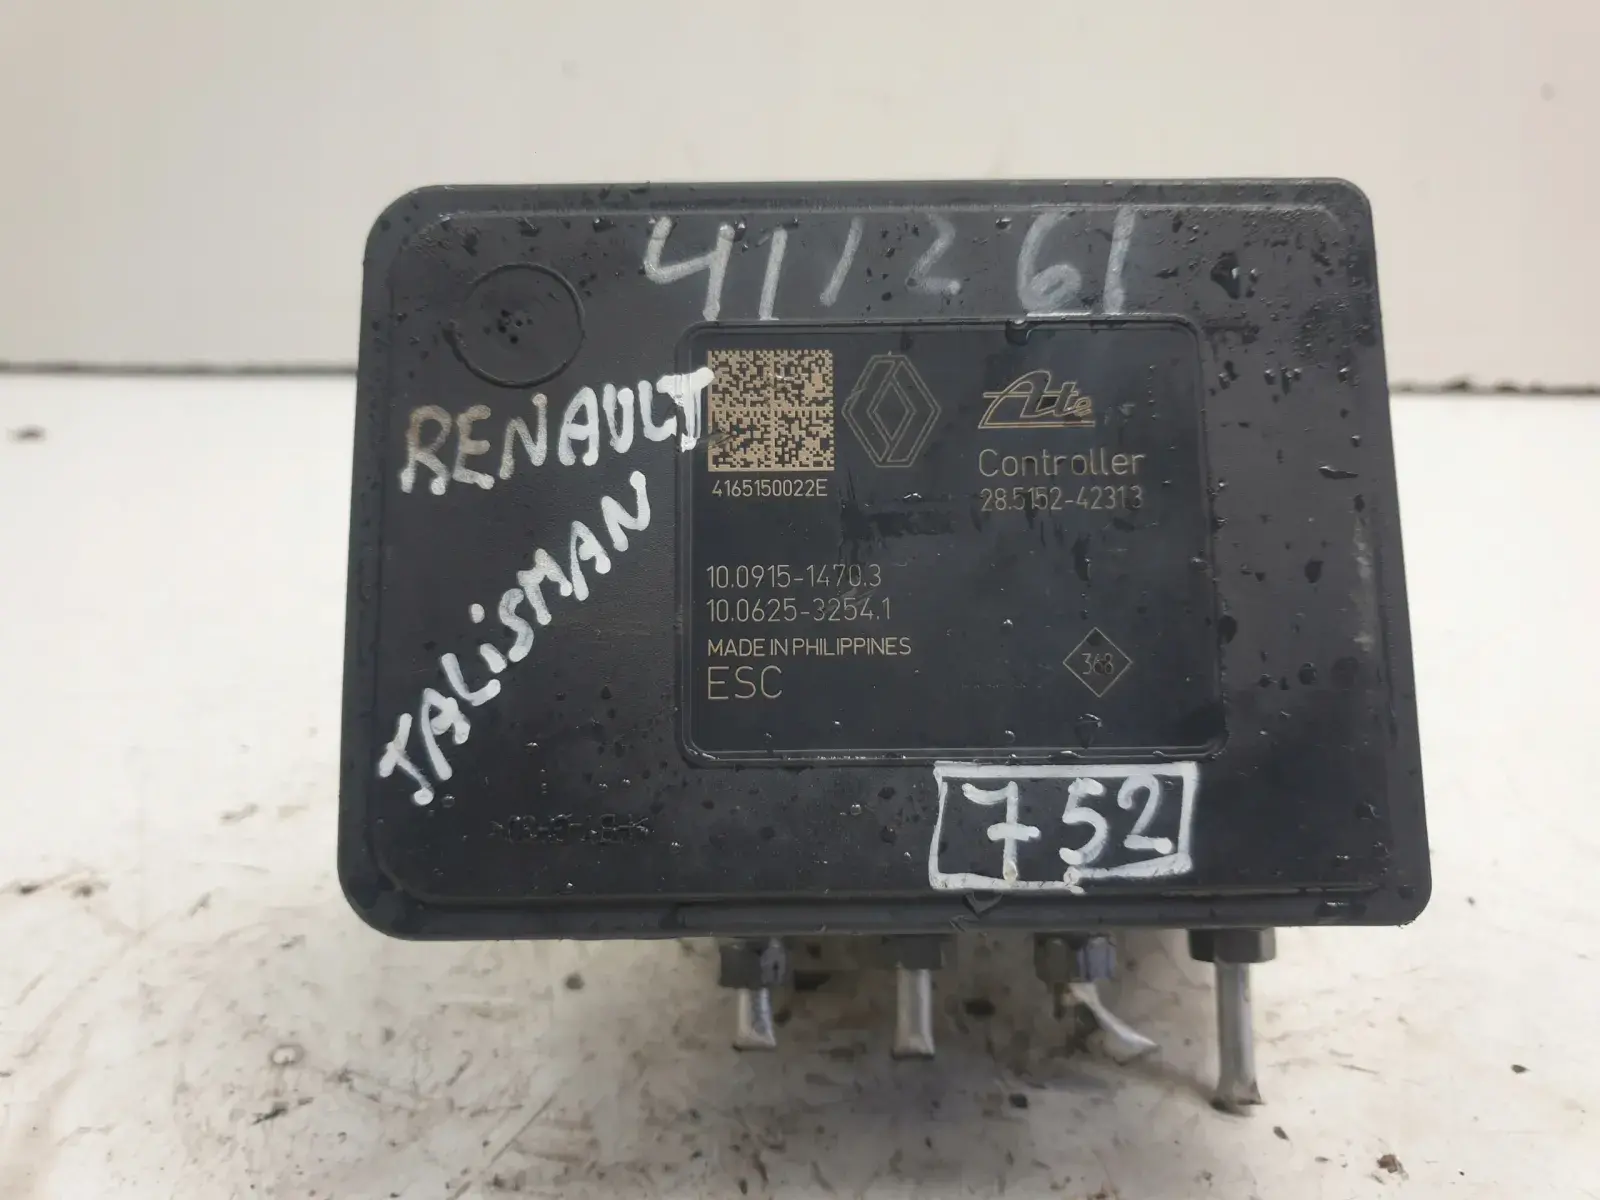 411261
RENAULT
TALiSMAN
4165150022E
Ate
Controller
28.5152-42313
10.0915-1470.3
10.0625-3254.1
MADE IN PHILIPPINES
ESC
368
752